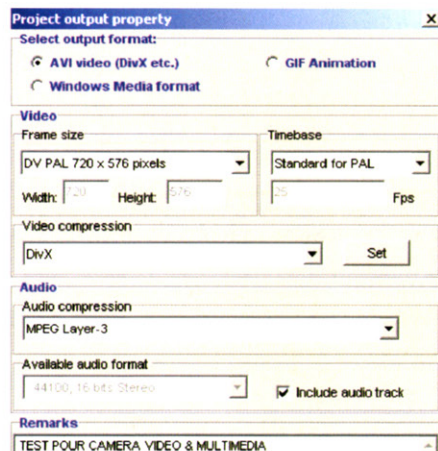 Project output property
Select output format:
AVI video (DivX etc.) GIF Animation
Windows Media format
Video
Frame size Timebase
DV PAL 720 x 576 pixels Standard for PAL
Width: 720 Height: 576 25 Fps
Video compression
DivX Set
Audio
Audio compression
MPEG Layer-3
Available audio format
44100, 16 bits Stereo Include audio track
Remarks
TEST POUR CAMERA VIDEO & MULTIMEDIA